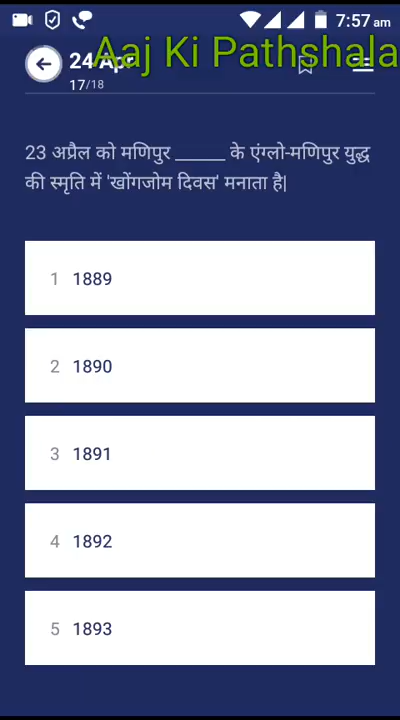 7:57 am
Aaj Ki Pathshala
24 Apr
17/18
23 अप्रैल को मणिपुर ______ के एंग्लो-मणिपुर युद्ध
की स्मृति में 'खोंगजोम दिवस' मनाता है|
1 1889
2 1890
3 1891
4 1892
5 1893